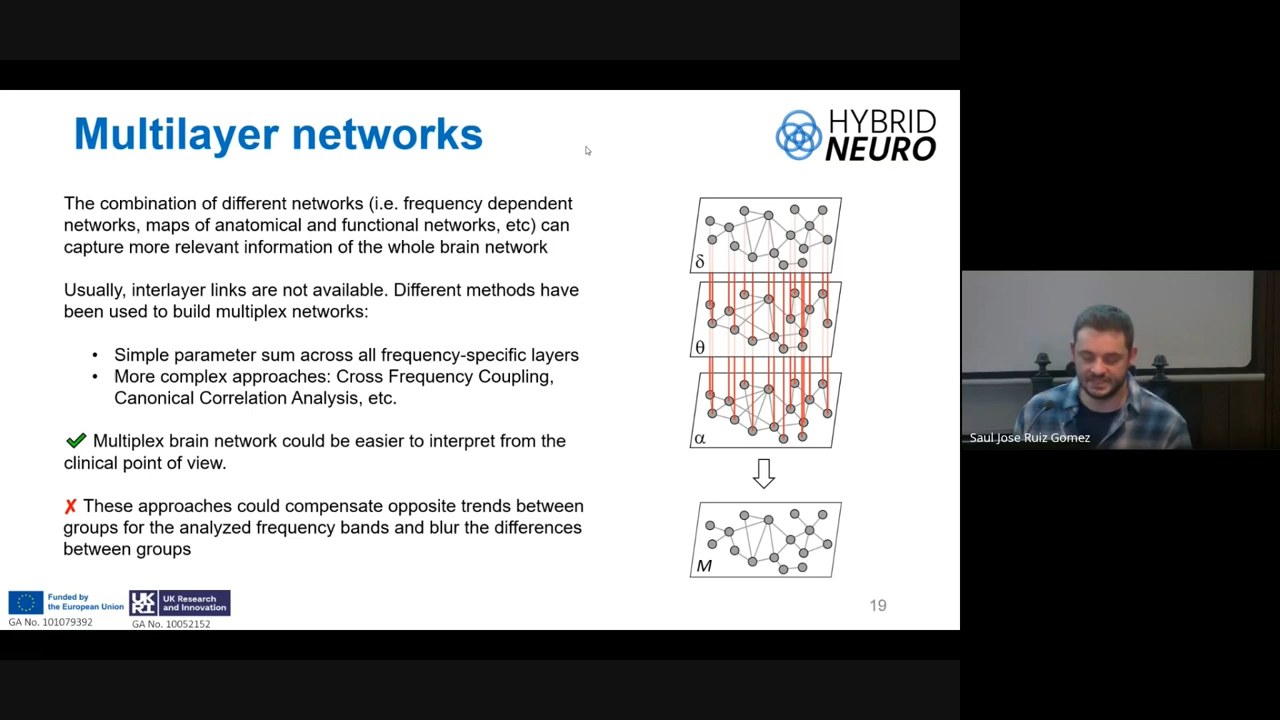 Multilayer networks
HYBRID
NEURO
The combination of different networks (i.e. frequency dependent
networks, maps of anatomical and functional networks, etc) can
capture more relevant information of the whole brain network
Usually, interlayer links are not available. Different methods have
been used to build multiplex networks:
• Simple parameter sum across all frequency-specific layers
• More complex approaches: Cross Frequency Coupling,
Canonical Correlation Analysis, etc.
✔ Multiplex brain network could be easier to interpret from the
clinical point of view.
✘ These approaches could compensate opposite trends between
groups for the analyzed frequency bands and blur the differences
between groups
δ
θ
α
M
Saul Jose Ruiz Gomez
Funded by
the European Union
GA No. 101079392
UK
RI
UK Research
and Innovation
GA No. 10052152
19